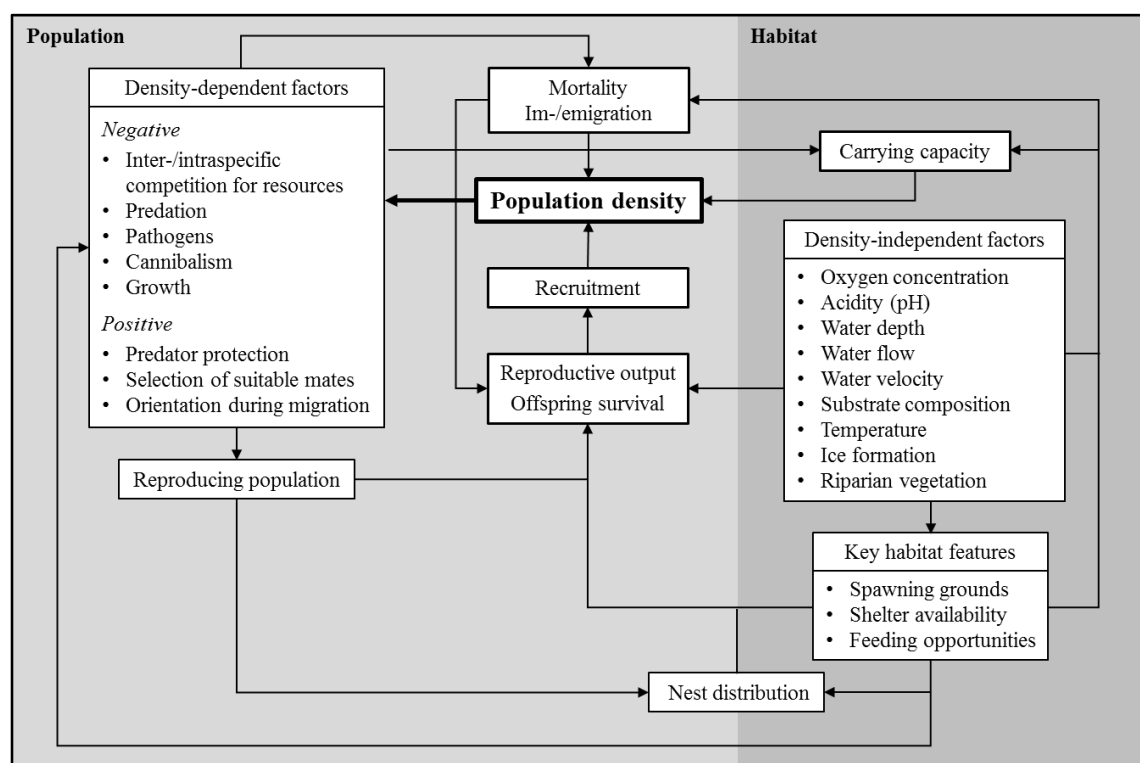 Population
Habitat
Density-dependent factors
Negative
• Inter-/intraspecific
competition for resources
• Predation
• Pathogens
• Cannibalism
• Growth
Positive
• Predator protection
• Selection of suitable mates
• Orientation during migration
Reproducing population
Mortality
Im-/emigration
Population density
Recruitment
Reproductive output
Offspring survival
Carrying capacity
Density-independent factors
• Oxygen concentration
• Acidity (pH)
• Water depth
• Water flow
• Water velocity
• Substrate composition
• Temperature
• Ice formation
• Riparian vegetation
Key habitat features
• Spawning grounds
• Shelter availability
• Feeding opportunities
Nest distribution